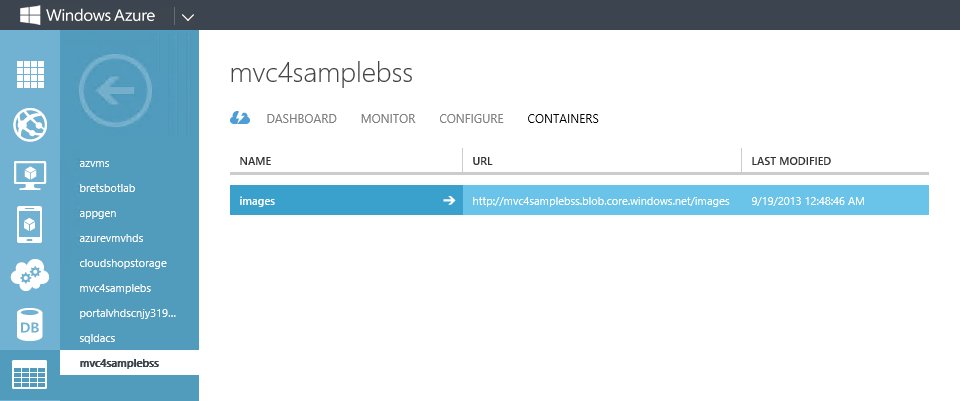 Windows Azure
mvc4samplebss
DASHBOARD MONITOR CONFIGURE CONTAINERS
NAME URL LAST MODIFIED
images http://mvc4samplebss.blob.core.windows.net/images 9/19/2013 12:48:46 AM
azvms
bretsbotlab
appgen
azurevmvhds
cloudshopstorage
mvc4samplebs
portalvhdscnjy319...
sqldacs
mvc4samplebss
DB